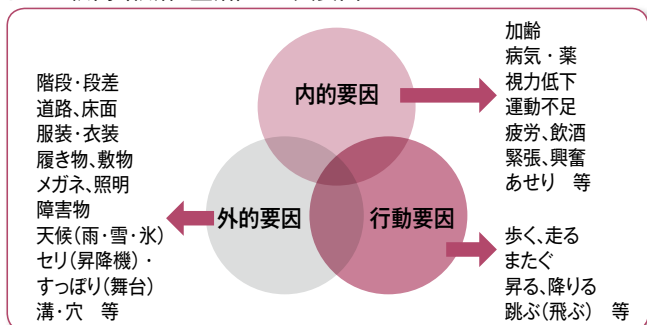 内的要因
加齢
病気・薬
視力低下
運動不足
疲労、飲酒
緊張、興奮
あせり　等
外的要因
階段・段差
道路、床面
服装・衣装
履き物、敷物
メガネ、照明
障害物
天候(雨・雪・氷)
セリ(昇降機)・
すっぽり(舞台)
溝・穴　等
行動要因
歩く、走る
またぐ
昇る、降りる
跳ぶ(飛ぶ)　等